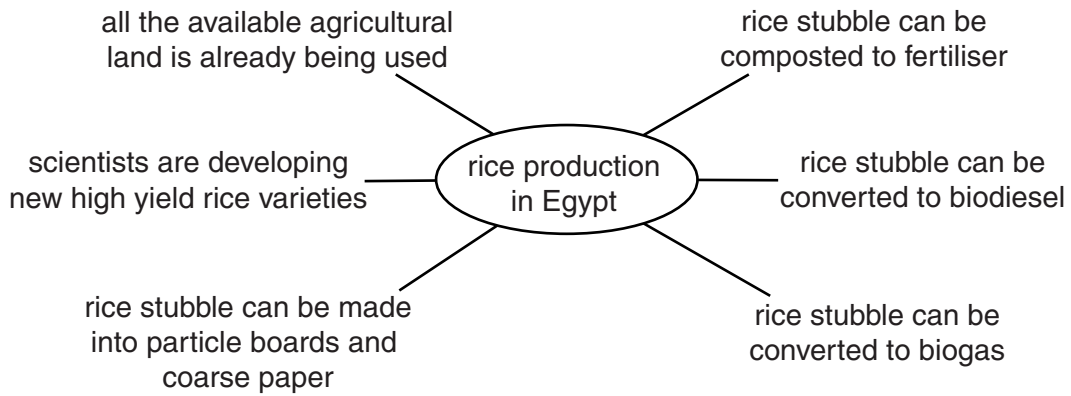 all the available agricultural
land is already being used
rice stubble can be
composted to fertiliser
scientists are developing
new high yield rice varieties
rice production
in Egypt
rice stubble can be
converted to biodiesel
rice stubble can be made
into particle boards and
coarse paper
rice stubble can be
converted to biogas